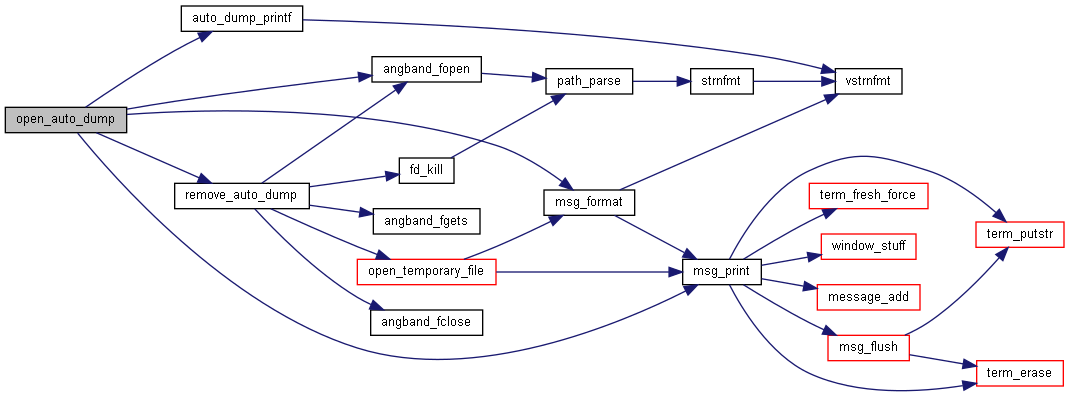 open_auto_dump
auto_dump_printf
angband_fopen
path_parse
strnfmt
vstrnfmt
remove_auto_dump
fd_kill
angband_fgets
open_temporary_file
angband_fclose
msg_format
msg_print
term_fresh_force
window_stuff
message_add
msg_flush
term_putstr
term_erase